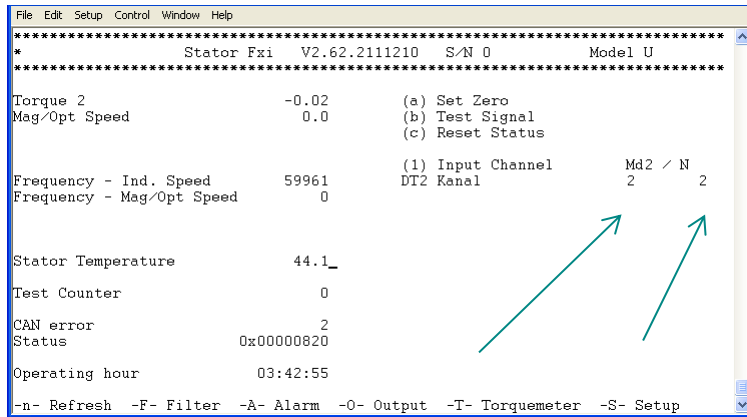 File Edit Setup Control Window Help
********************************************************************************
* Stator Fxi V2.62.2111210 S/N 0 Model U
********************************************************************************
Torque 2 -0.02 (a) Set Zero
Mag/Opt Speed 0.0 (b) Test Signal
(c) Reset Status
(1) Input Channel Md2 / N
Frequency - Ind. Speed 59961 DT2 Kanal 2 2
Frequency - Mag/Opt Speed 0
Stator Temperature 44.1
Test Counter 0
CAN error 2
Status 0x00000820
Operating hour 03:42:55
-n- Refresh -F- Filter -A- Alarm -O- Output -T- Torquemeter -S- Setup